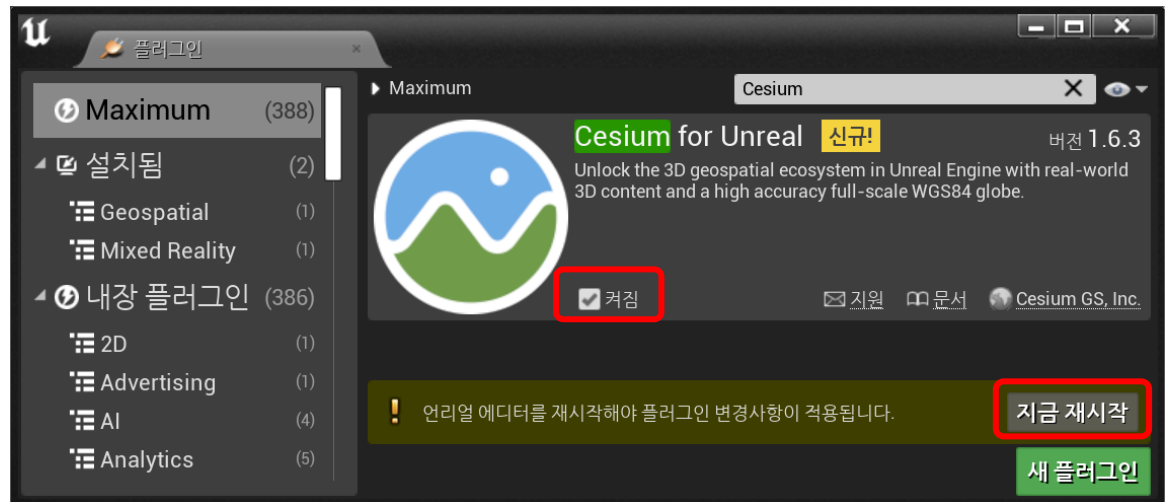 플러그인
Maximum (388)
설치됨 (2)
Geospatial (1)
Mixed Reality (1)
내장 플러그인 (386)
2D (1)
Advertising (1)
AI (4)
Analytics (5)
Maximum
Cesium
Cesium for Unreal 신규! 버전 1.6.3
Unlock the 3D geospatial ecosystem in Unreal Engine with real-world
3D content and a high accuracy full-scale WGS84 globe.
켜짐 지원 문서 Cesium GS, Inc.
언리얼 에디터를 재시작해야 플러그인 변경사항이 적용됩니다. 지금 재시작
새 플러그인